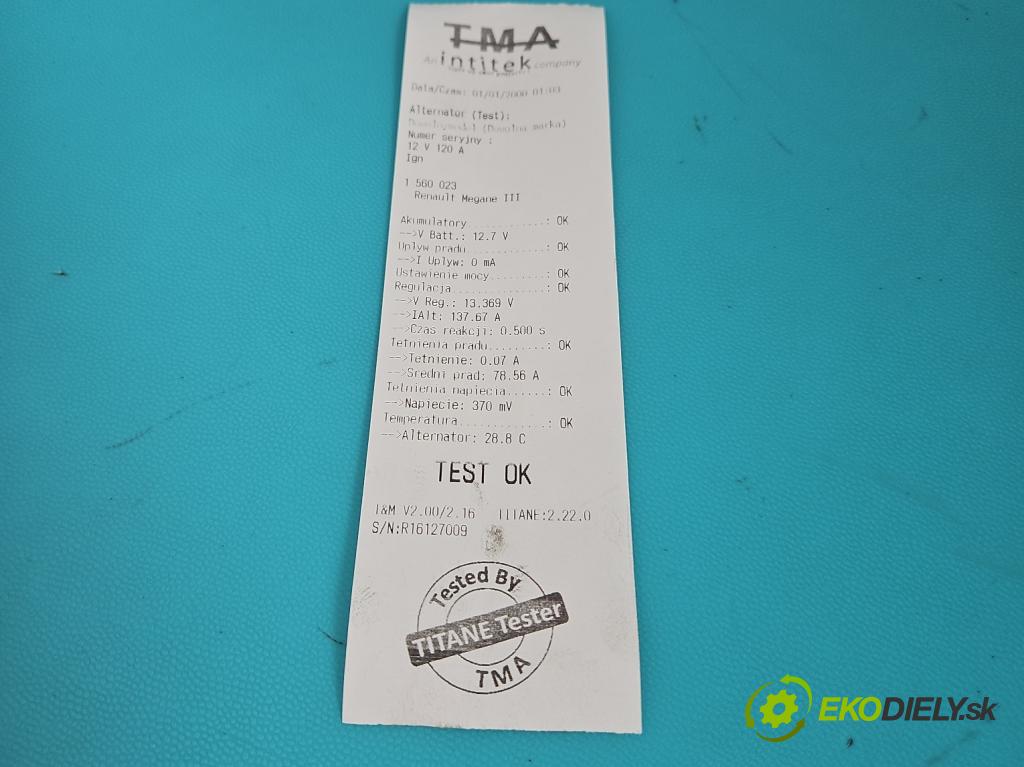 TMA
An intitek company
Data/Czas: 01/01/2000 01:03
Alternator (Test):
(Dowolna marka)
Numer seryjny :
12 V 120 A
Ign
1 560 023
Renault Megane III
Akumulatory..............: OK
-->V Batt.: 12.7 V
Uplyw pradu..............: OK
-->I Uplyw: 0 mA
Ustawienie mocy.........: OK
Regulacja...............: OK
-->V Reg.: 13.369 V
-->IAlt: 137.67 A
-->Czas reakcji: 0.500 s
Tetnienia pradu.........: OK
-->Tetnienie: 0.07 A
-->Sredni prad: 78.56 A
Tetnienia napiecia......: OK
-->Napiecie: 370 mV
Temperatura.............: OK
-->Alternator: 28.8 C
TEST OK
I&M V2.00/2.16 TITANE:2.22.0
S/N:R16127009
Tested By
TITANE Tester
TMA
EKODIELY.sk